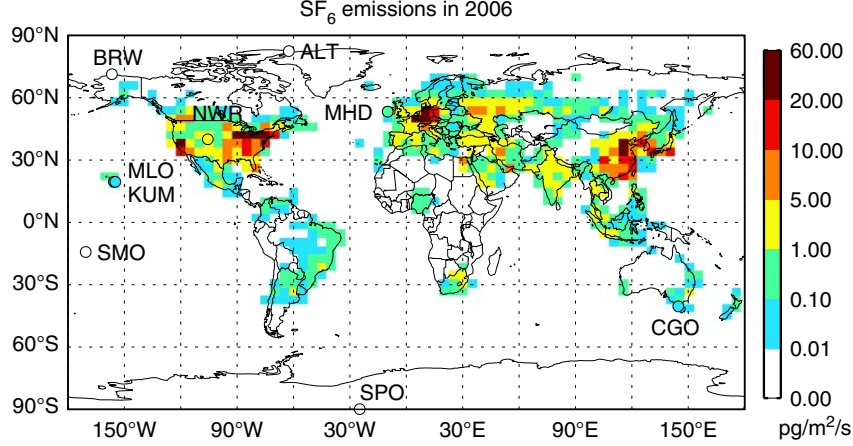 SF6 emissions in 2006
90°N
60°N
30°N
0°N
30°S
60°S
90°S
BRW
ALT
NWR
MHD
MLO
KUM
SMO
CGO
SPO
150°W
90°W
30°W
30°E
90°E
150°E
60.00
20.00
10.00
5.00
1.00
0.10
0.01
0.00
pg/m²/s